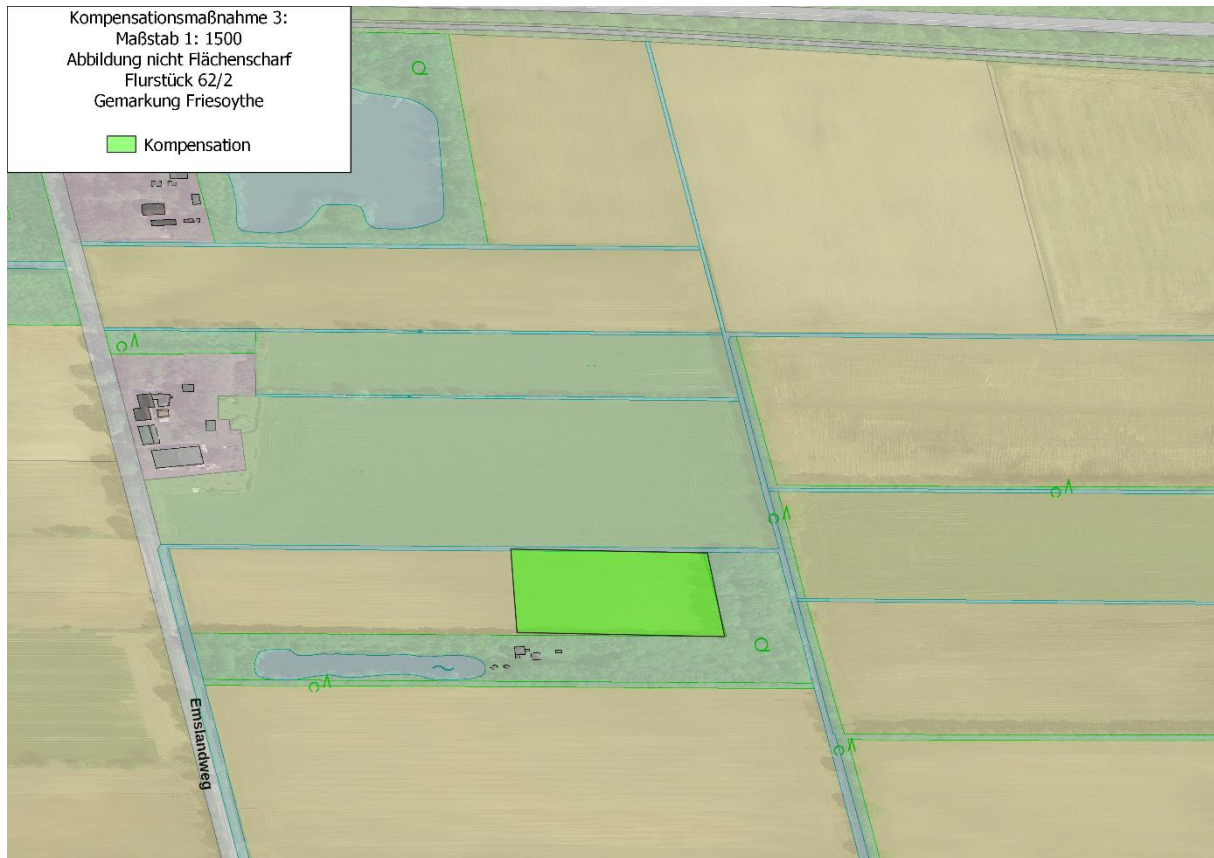 Kompensationsmaßnahme 3:
Maßstab 1: 1500
Abbildung nicht Flächenscharf
Flurstück 62/2
Gemarkung Friesoythe
Kompensation
Emslandweg